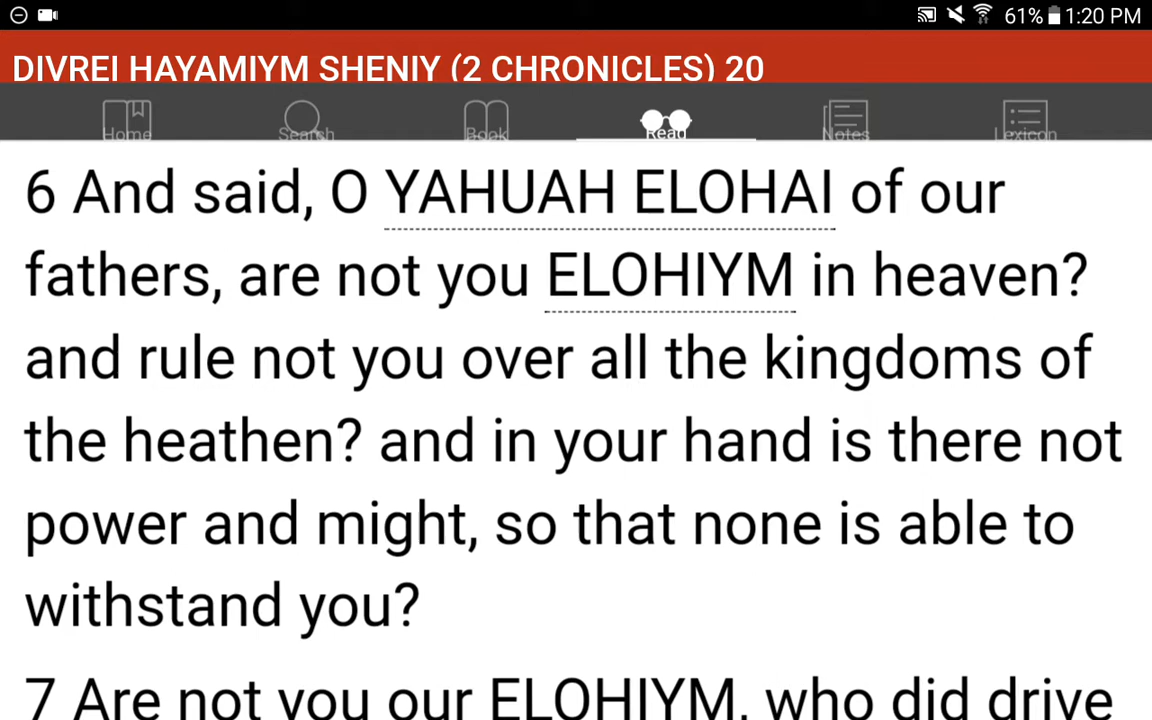 61% 1:20 PM
DIVREI HAYAMIYM SHENIY (2 CHRONICLES) 20
Home Search Book Read Notes Lexicon
6 And said, O YAHUAH ELOHAI of our
fathers, are not you ELOHIYM in heaven?
and rule not you over all the kingdoms of
the heathen? and in your hand is there not
power and might, so that none is able to
withstand you?
7 Are not you our ELOHIYM, who did drive